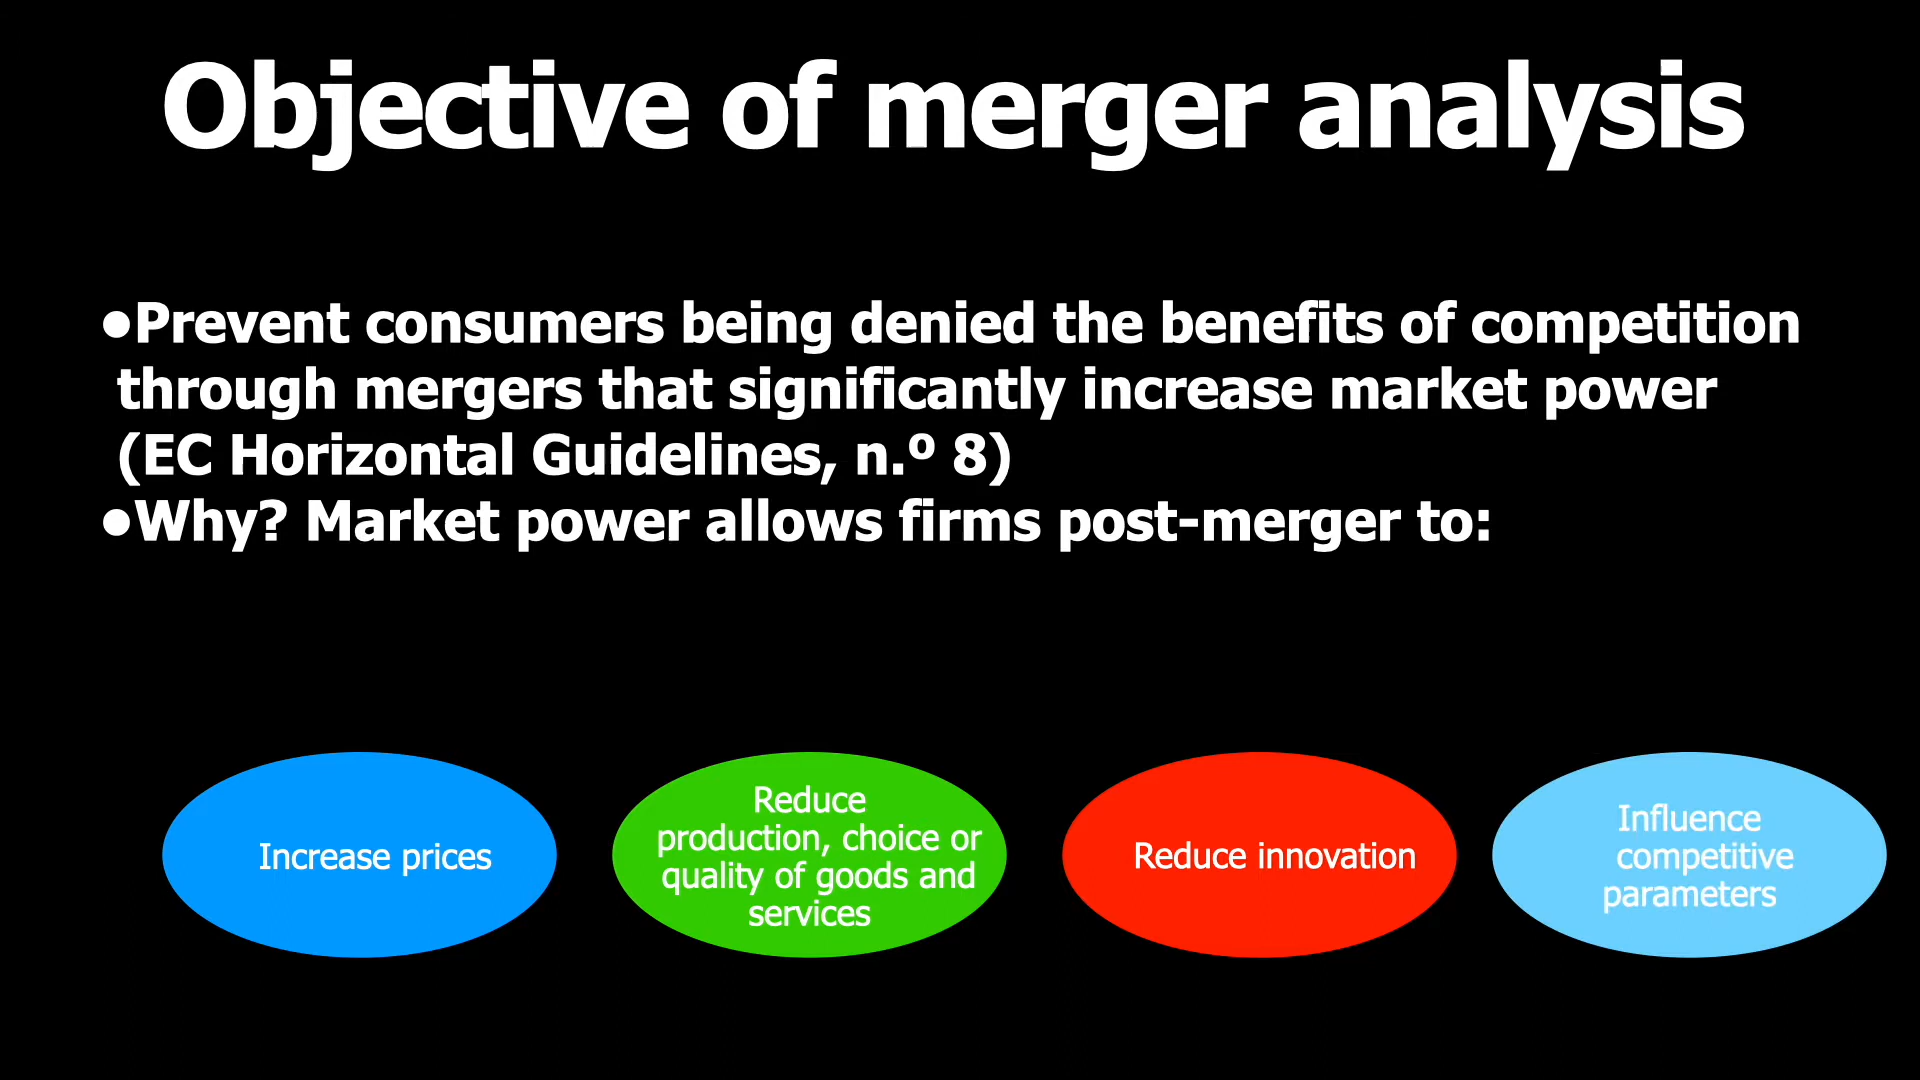 Objective of merger analysis
•Prevent consumers being denied the benefits of competition
through mergers that significantly increase market power
(EC Horizontal Guidelines, n.º 8)
•Why? Market power allows firms post-merger to:
Increase prices
Reduce
production, choice or
quality of goods and
services
Reduce innovation
Influence
competitive
parameters